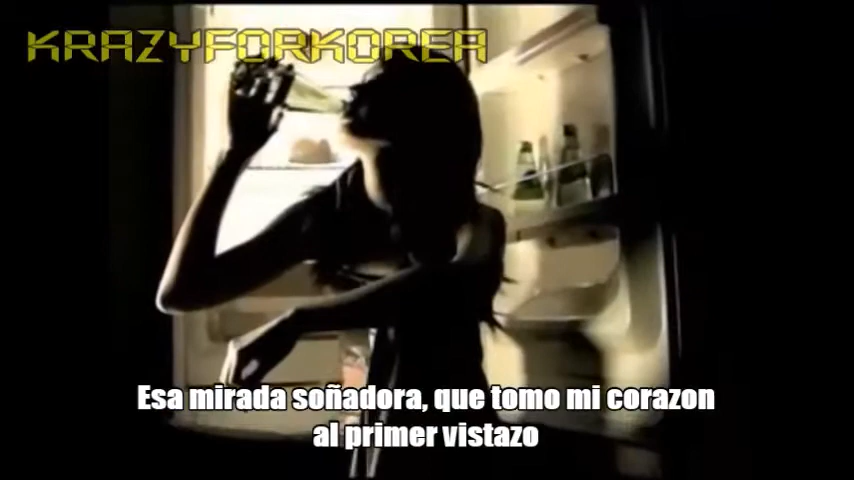 KRAZYFORKOREA
Esa mirada soñadora, que tomo mi corazon
al primer vistazo